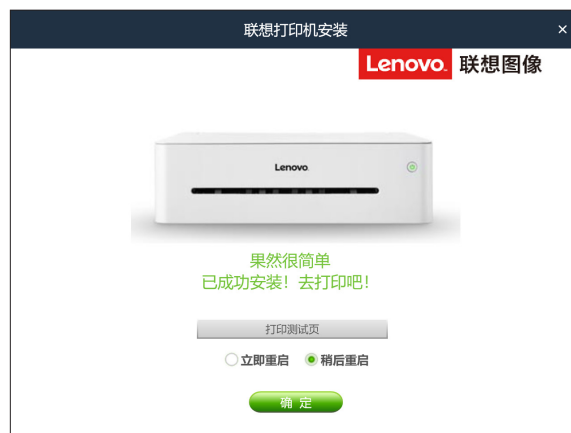 联想打印机安装
×
Lenovo. 联想图像
Lenovo.
果然很简单
已成功安装！去打印吧！
打印测试页
立即重启 稍后重启
确 定